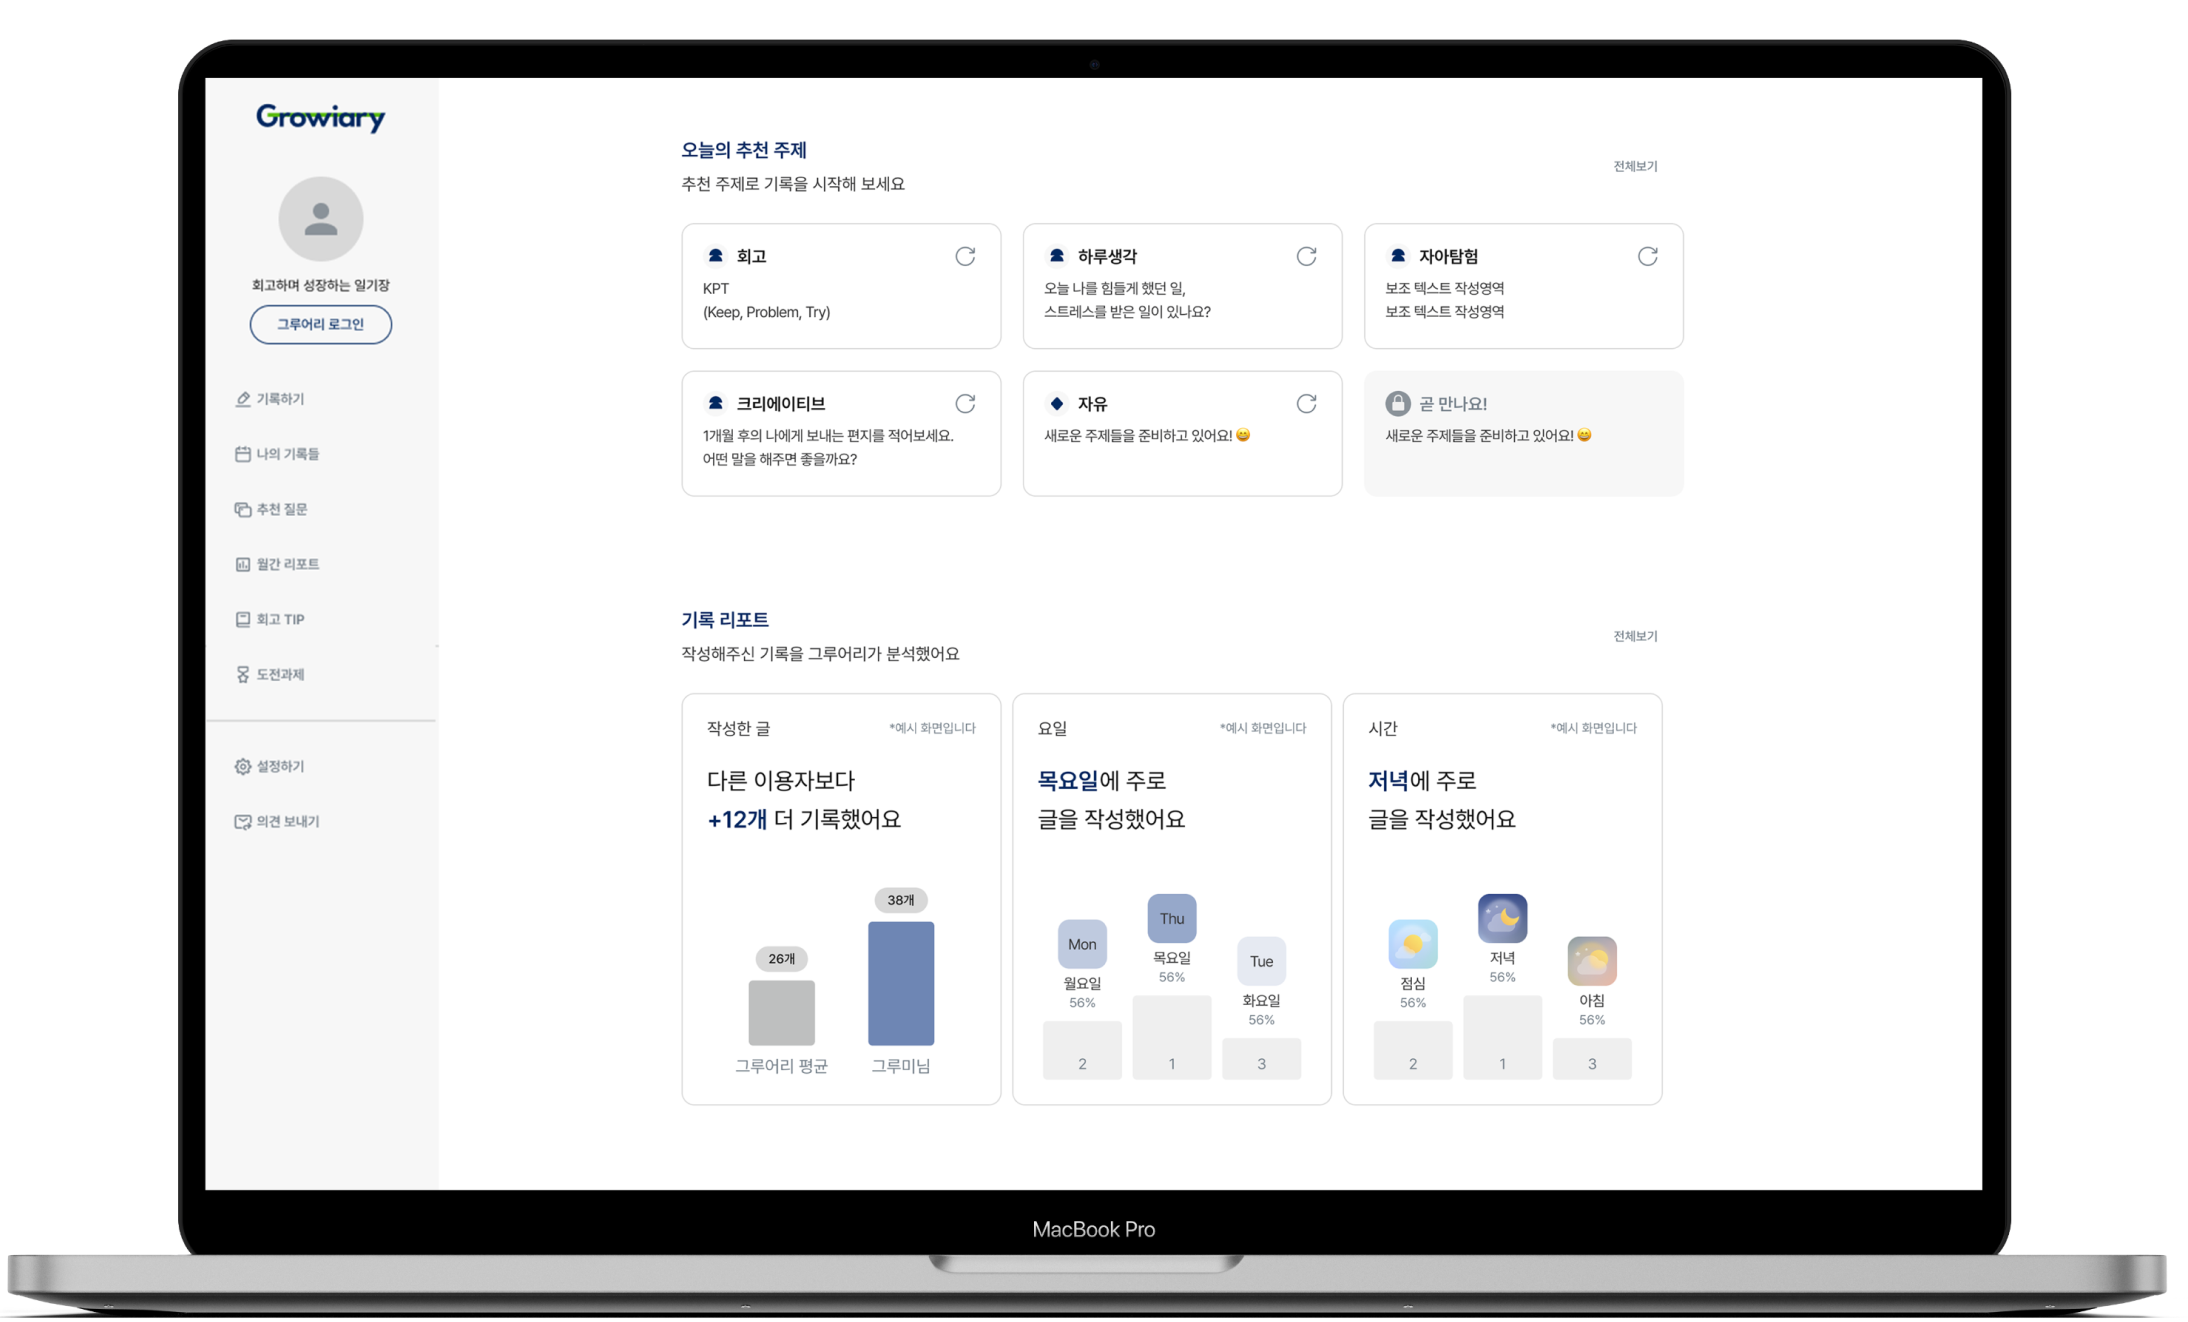 Growiary
회고하며 성장하는 일기장
그루어리 로그인
기록하기
나의 기록들
추천 질문
월간 리포트
회고 TIP
도전과제
설정하기
의견 보내기
오늘의 추천 주제
추천 주제로 기록을 시작해 보세요
전체보기
회고
KPT
(Keep, Problem, Try)
하루생각
오늘 나를 힘들게 했던 일,
스트레스를 받은 일이 있나요?
자아탐험
보조 텍스트 작성영역
보조 텍스트 작성영역
크리에이티브
1개월 후의 나에게 보내는 편지를 적어보세요.
어떤 말을 해주면 좋을까요?
자유
새로운 주제들을 준비하고 있어요! 😄
곧 만나요!
새로운 주제들을 준비하고 있어요! 😄
기록 리포트
작성해주신 기록을 그루어리가 분석했어요
전체보기
작성한 글
*예시 화면입니다
다른 이용자보다
+12개 더 기록했어요
26개
38개
그루어리 평균
그루미님
요일
*예시 화면입니다
목요일에 주로
글을 작성했어요
Mon
월요일
56%
2
Thu
목요일
56%
1
Tue
화요일
56%
3
시간
*예시 화면입니다
저녁에 주로
글을 작성했어요
점심
56%
2
저녁
56%
1
아침
56%
3
MacBook Pro